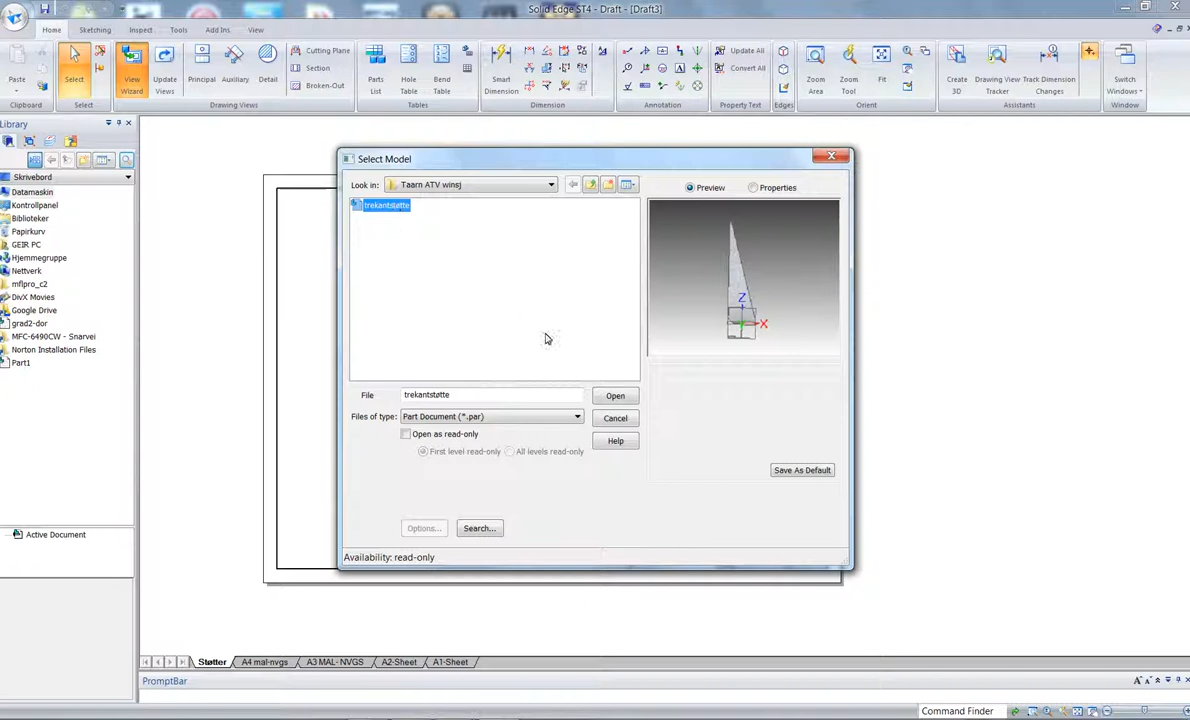 Solid Edge ST4 - Draft - [Draft3]
Home Sketching Inspect Tools Add Ins View
Paste
Select
View Wizard
Update Views
Principal
Auxiliary
Detail
Cutting Plane
Section
Broken-Out
Parts List
Hole Table
Bend Table
Smart Dimension
Update All
Convert All
Zoom Area
Zoom Tool
Fit
Create 3D
Drawing View Tracker
Track Dimension Changes
Switch Windows
Clipboard Select Drawing Views Tables Dimension Annotation Property Text Edges Orient Assistants Window
Library
Skrivebord
Datamaskin
Kontrollpanel
Biblioteker
Papirkurv
GEIR PC
Hjemmegruppe
Nettverk
mflpro_c2
DivX Movies
Google Drive
grad2-dor
MFC-6490CW - Snarvei
Norton Installation Files
Part1
Active Document
Select Model
Look in: Taarn ATV winsj
Preview Properties
trekantstøtte
Z
X
File trekantstøtte Open
Files of type: Part Document (*.par) Cancel
Open as read-only Help
First level read-only All levels read-only
Save As Default
Options... Search...
Availability: read-only
Støtter A4 mal-nvgs A3 MAL- NVGS A2-Sheet A1-Sheet
PromptBar
Command Finder